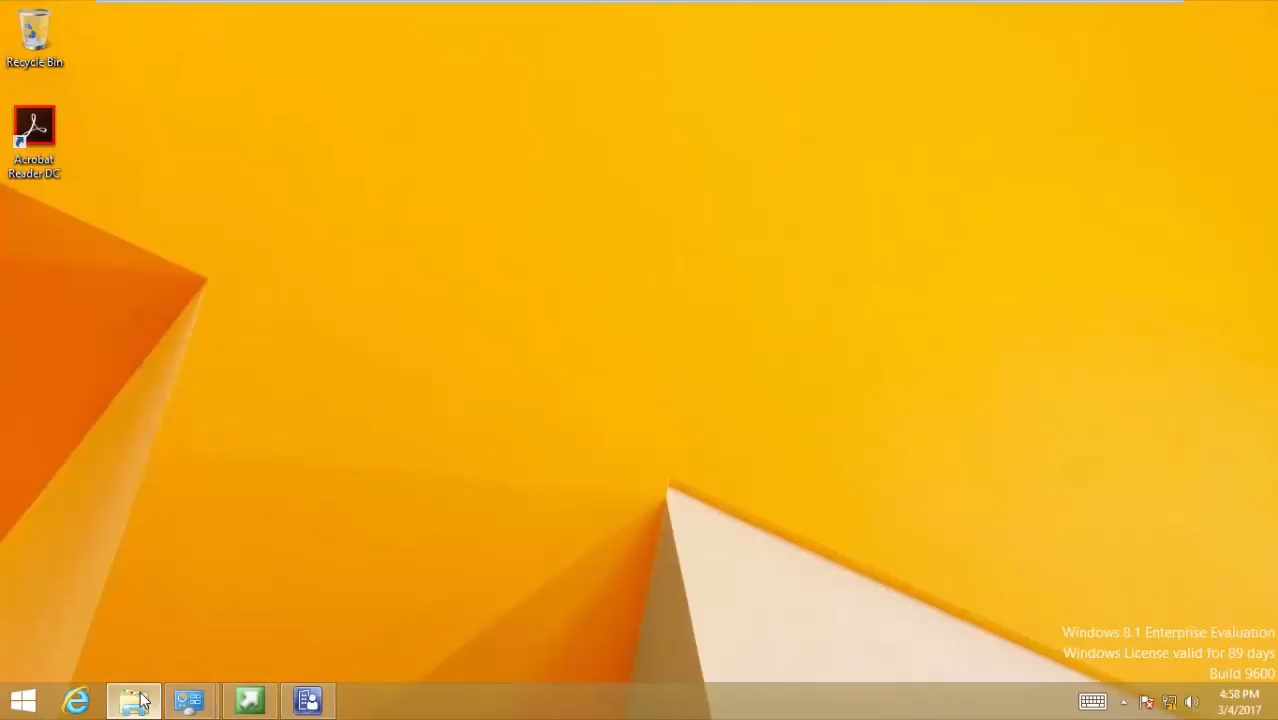 Recycle Bin
Acrobat
Reader DC
Windows 8.1 Enterprise Evaluation
Windows License valid for 89 days
Build 9600
4:58 PM
3/4/2017